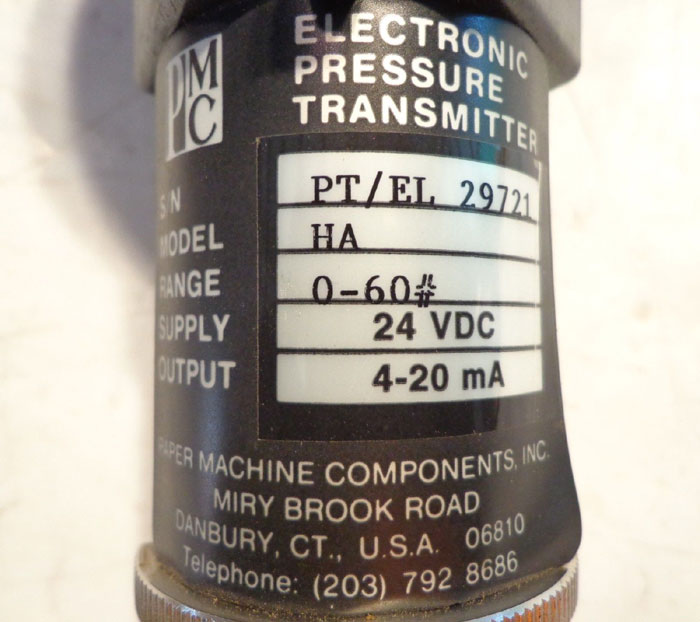 PMC
ELECTRONIC
PRESSURE
TRANSMITTER
S/N PT/EL 29721
MODEL HA
RANGE 0-60#
SUPPLY 24 VDC
OUTPUT 4-20 mA
PAPER MACHINE COMPONENTS, INC.
MIRY BROOK ROAD
DANBURY, CT., U.S.A. 06810
Telephone: (203) 792 8686